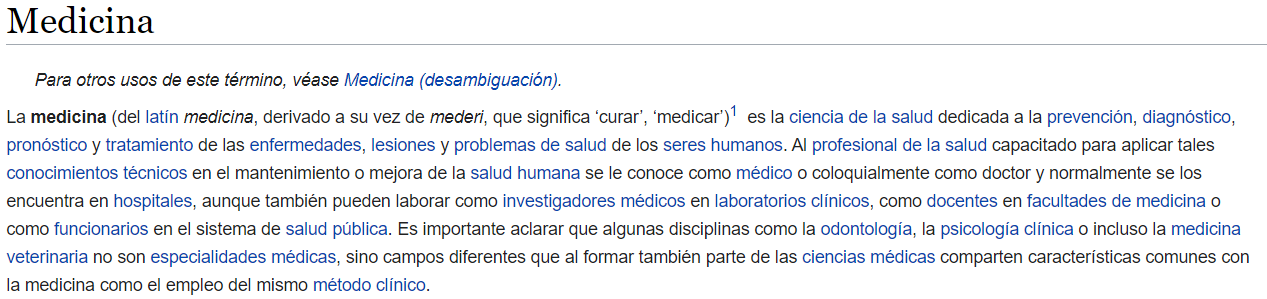 Medicina
Para otros usos de este término, véase Medicina (desambiguación).
La medicina (del latín medicina, derivado a su vez de mederi, que significa ‘curar’, ‘medicar’)1 es la ciencia de la salud dedicada a la prevención, diagnóstico,
pronóstico y tratamiento de las enfermedades, lesiones y problemas de salud de los seres humanos. Al profesional de la salud capacitado para aplicar tales
conocimientos técnicos en el mantenimiento o mejora de la salud humana se le conoce como médico o coloquialmente como doctor y normalmente se los
encuentra en hospitales, aunque también pueden laborar como investigadores médicos en laboratorios clínicos, como docentes en facultades de medicina o
como funcionarios en el sistema de salud pública. Es importante aclarar que algunas disciplinas como la odontología, la psicología clínica o incluso la medicina
veterinaria no son especialidades médicas, sino campos diferentes que al formar también parte de las ciencias médicas comparten características comunes con
la medicina como el empleo del mismo método clínico.